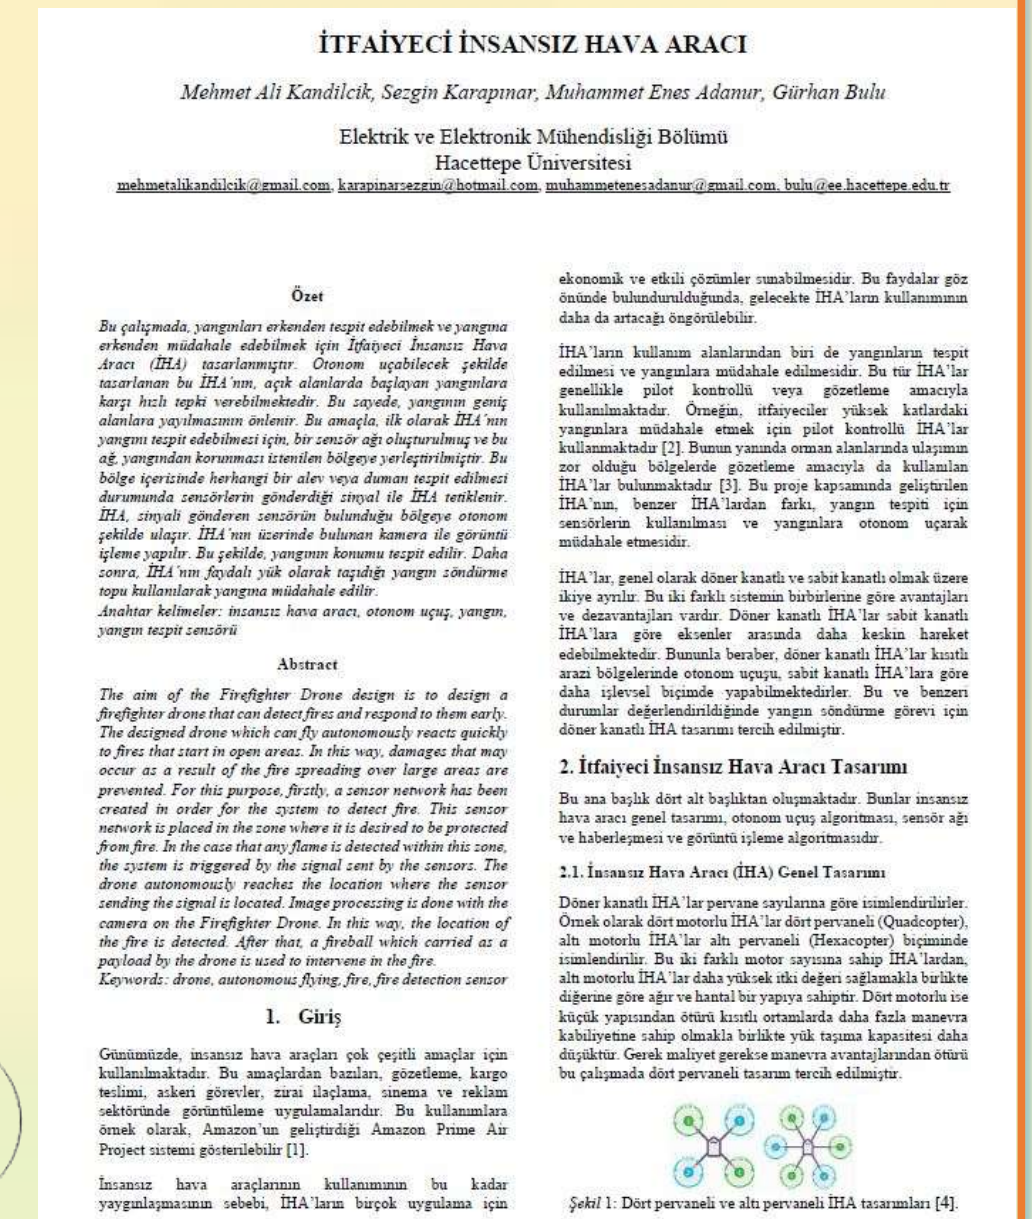 İTFAİYECİ İNSANSIZ HAVA ARACI
Mehmet Ali Kandilcik, Sezgin Karapınar, Muhammet Enes Adanur, Gürhan Bulu
Elektrik ve Elektronik Mühendisliği Bölümü
Hacettepe Üniversitesi
mehmetalikandilcik@gmail.com, karapinarsezgin@hotmail.com, muhammetenesadanur@gmail.com, bulu@ee.hacettepe.edu.tr
Özet
Bu çalışmada, yangınları erkenden tespit edebilmek ve yangına
erkenden müdahale edebilmek için İtfaiyeci İnsansız Hava
Aracı (İHA) tasarlanmıştır. Otonom uçabilecek şekilde
tasarlanan bu İHA'nın, açık alanlarda başlayan yangınlara
karşı hızlı tepki verebilmektedir. Bu sayede, yangının geniş
alanlara yayılmasının önlenir. Bu amaçla, ilk olarak İHA'nın
yangını tespit edebilmesi için, bir sensör ağı oluşturulmuş ve bu
ağ, yangından korunması istenilen bölgeye yerleştirilmiştir. Bu
bölge içerisinde herhangi bir alev veya duman tespit edilmesi
durumunda sensörlerin gönderdiği sinyal ile İHA tetiklenir.
İHA, sinyali gönderen sensörün bulunduğu bölgeye otonom
şekilde ulaşır. İHA'nın üzerinde bulunan kamera ile görüntü
işleme yapılır. Bu şekilde, yangının konumu tespit edilir. Daha
sonra, İHA'nın faydalı yük olarak taşıdığı yangın söndürme
topu kullanılarak yangına müdahale edilir.
Anahtar kelimeler: insansız hava aracı, otonom uçuş, yangın,
yangın tespit sensörü
Abstract
The aim of the Firefighter Drone design is to design a
firefighter drone that can detect fires and respond to them early.
The designed drone which can fly autonomously reacts quickly
to fires that start in open areas. In this way, damages that may
occur as a result of the fire spreading over large areas are
prevented. For this purpose, firstly, a sensor network has been
created in order for the system to detect fire. This sensor
network is placed in the zone where it is desired to be protected
from fire. In the case that any flame is detected within this zone,
the system is triggered by the signal sent by the sensors. The
drone autonomously reaches the location where the sensor
sending the signal is located. Image processing is done with the
camera on the Firefighter Drone. In this way, the location of
the fire is detected. After that, a fireball which carried as a
payload by the drone is used to intervene in the fire.
Keywords: drone, autonomous flying, fire, fire detection sensor
1. Giriş
Günümüzde, insansız hava araçları çok çeşitli amaçlar için
kullanılmaktadır. Bu amaçlardan bazıları, gözetleme, kargo
teslimi, askeri görevler, zirai ilaçlama, sinema ve reklam
sektöründe görüntüleme uygulamalarıdır. Bu kullanımlara
örnek olarak, Amazon'un geliştirdiği Amazon Prime Air
Project sistemi gösterilebilir [1].
İnsansız hava araçlarının kullanımının bu kadar
yaygınlaşmasının sebebi, İHA'ların birçok uygulama için
ekonomik ve etkili çözümler sunabilmesidir. Bu faydalar göz
önünde bulundurulduğunda, gelecekte İHA'ların kullanımının
daha da artacağı öngörülebilir.
İHA'ların kullanım alanlarından biri de yangınların tespit
edilmesi ve yangınlara müdahale edilmesidir. Bu tür İHA'lar
genellikle pilot kontrollü veya gözetleme amacıyla
kullanılmaktadır. Örneğin, itfaiyeciler yüksek katlardaki
yangınlara müdahale etmek için pilot kontrollü İHA'lar
kullanmaktadır [2]. Bunun yanında orman alanlarında ulaşımın
zor olduğu bölgelerde gözetleme amacıyla da kullanılan
İHA'lar bulunmaktadır [3]. Bu proje kapsamında geliştirilen
İHA'nın, benzer İHA'lardan farkı, yangın tespiti için
sensörlerin kullanılması ve yangınlara otonom uçarak
müdahale etmesidir.
İHA'lar, genel olarak döner kanatlı ve sabit kanatlı olmak üzere
ikiye ayrılır. Bu iki farklı sistemin birbirlerine göre avantajları
ve dezavantajları vardır. Döner kanatlı İHA'lar sabit kanatlı
İHA'lara göre eksenler arasında daha keskin hareket
edebilmektedir. Bununla beraber, döner kanatlı İHA'lar kısıtlı
arazi bölgelerinde otonom uçuşu, sabit kanatlı İHA'lara göre
daha işlevsel biçimde yapabilmektedirler. Bu ve benzeri
durumlar değerlendirildiğinde yangın söndürme görevi için
döner kanatlı İHA tasarımı tercih edilmiştir.
2. İtfaiyeci İnsansız Hava Aracı Tasarımı
Bu ana başlık dört alt başlıktan oluşmaktadır. Bunlar insansız
hava aracı genel tasarımı, otonom uçuş algoritması, sensör ağı
ve haberleşmesi ve görüntü işleme algoritmasıdır.
2.1. İnsansız Hava Aracı (İHA) Genel Tasarımı
Döner kanatlı İHA'lar pervane sayılarına göre isimlendirilirler.
Örnek olarak dört motorlu İHA'lar dört pervaneli (Quadcopter),
altı motorlu İHA'lar altı pervaneli (Hexacopter) biçiminde
isimlendirilir. Bu iki farklı motor sayısına sahip İHA'lardan,
altı motorlu İHA'lar daha yüksek itki değeri sağlamakla birlikte
diğerine göre ağır ve hantal bir yapıya sahiptir. Dört motorlu ise
küçük yapısından ötürü kısıtlı ortamlarda daha fazla manevra
kabiliyetine sahip olmakla birlikte yük taşıma kapasitesi daha
düşüktür. Gerek maliyet gerekse manevra avantajlarından ötürü
bu çalışmada dört pervaneli tasarım tercih edilmiştir.
Şekil 1: Dört pervaneli ve altı pervaneli İHA tasarımları [4].